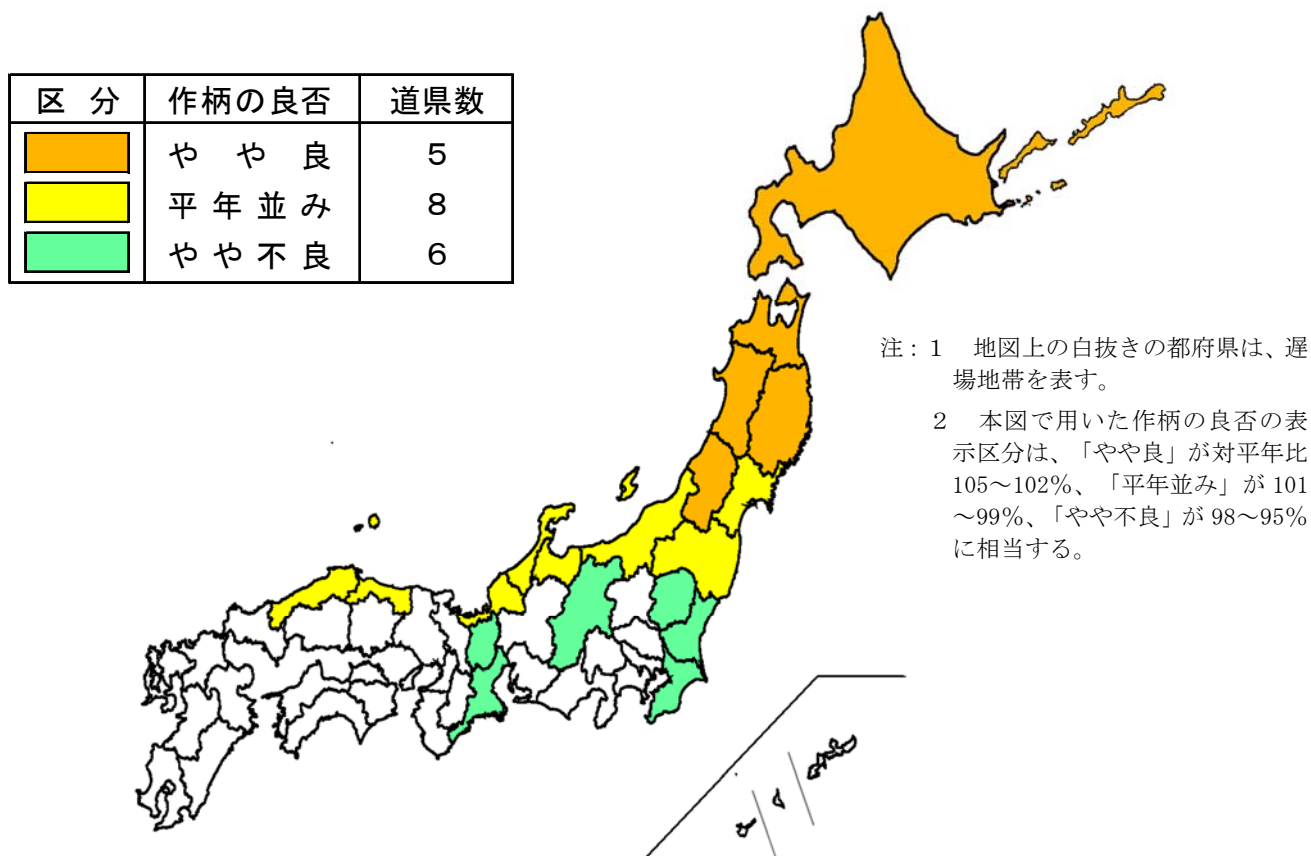 区 分 作柄の良否 道県数
や や 良 5
平 年 並 み 8
や や 不 良 6
注：1 地図上の白抜きの都府県は、遅
場地帯を表す。
2 本図で用いた作柄の良否の表
示区分は、「やや良」が対平年比
105～102％、「平年並み」が 101
～99％、「やや不良」が 98～95％
に相当する。